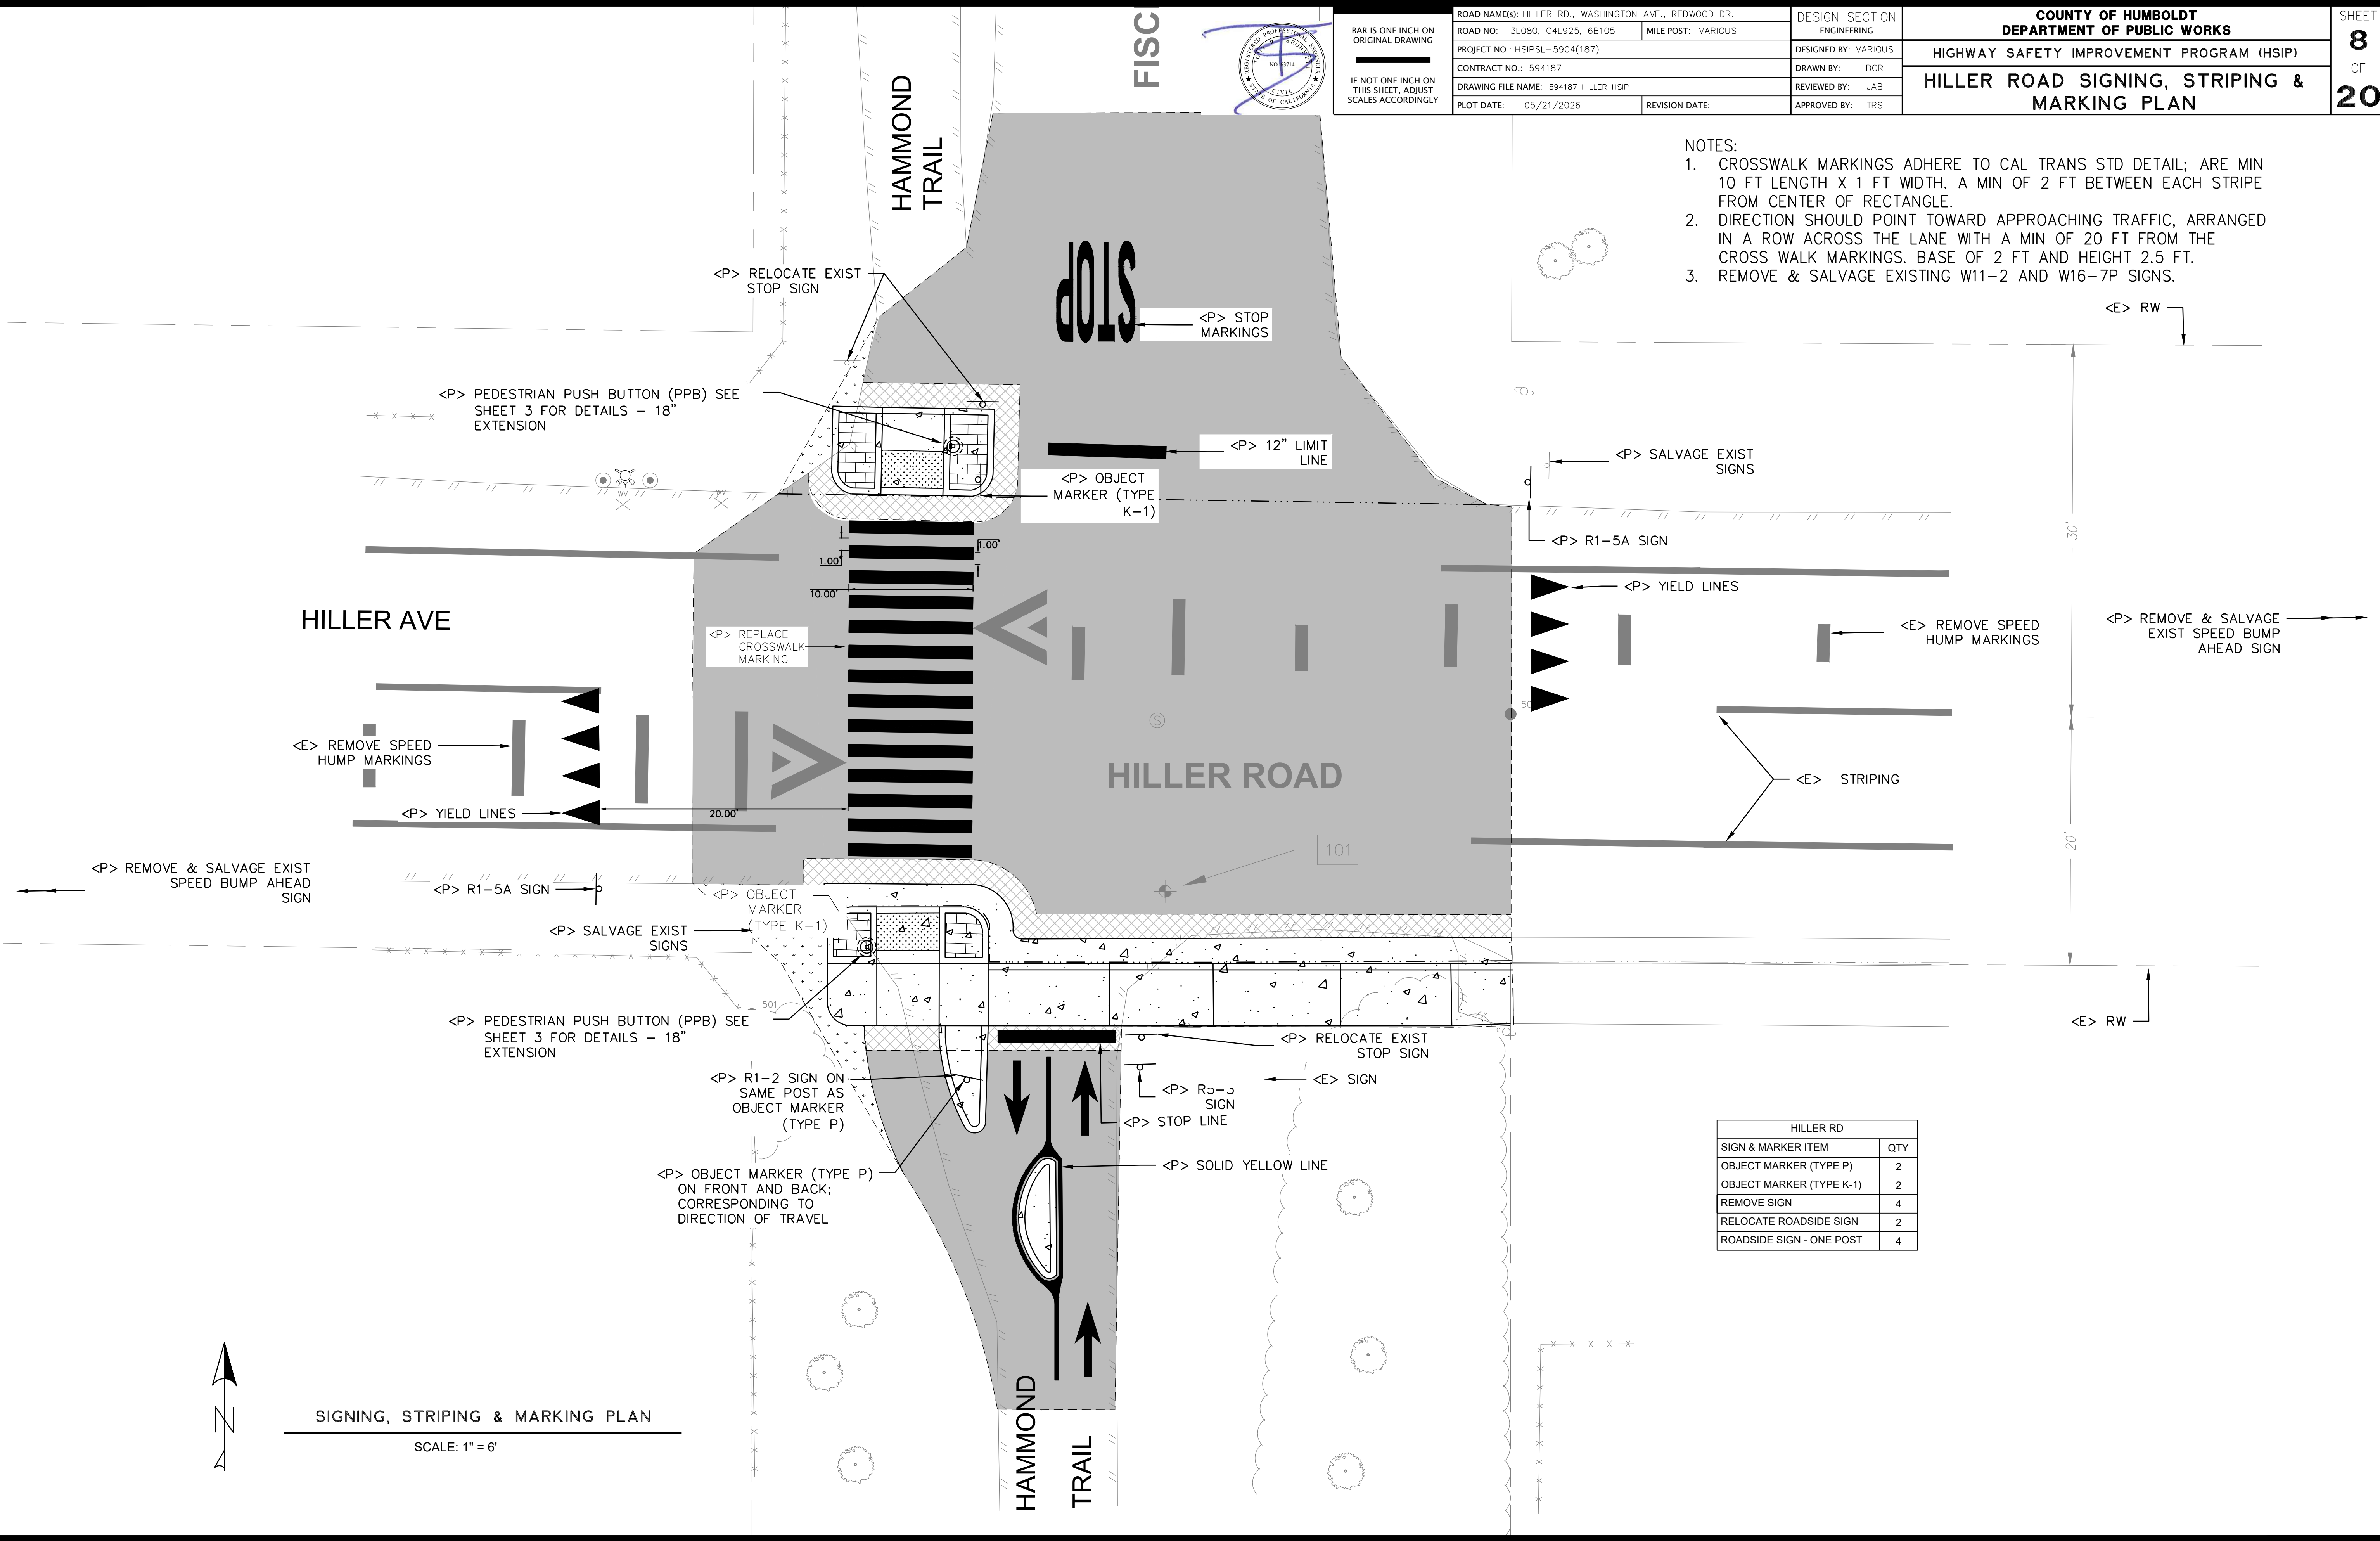 FISC
REGISTERED PROFESSIONAL ENGINEER
STATE OF CALIFORNIA
CIVIL
BAR IS ONE INCH ON
ORIGINAL DRAWING
IF NOT ONE INCH ON
THIS SHEET, ADJUST
SCALES ACCORDINGLY
ROAD NAME(s): HILLER RD., WASHINGTON AVE., REDWOOD DR.
ROAD NO: 3L080, C4L925, 6B105 MILE POST: VARIOUS
PROJECT NO.: HSIPSL-5904(187)
CONTRACT NO.: 594187
DRAWING FILE NAME: 594187 HILLER HSIP
PLOT DATE: 05/21/2026 REVISION DATE:
DESIGN SECTION
ENGINEERING
DESIGNED BY: VARIOUS
DRAWN BY: BCR
REVIEWED BY: JAB
APPROVED BY: TRS
COUNTY OF HUMBOLDT
DEPARTMENT OF PUBLIC WORKS
HIGHWAY SAFETY IMPROVEMENT PROGRAM (HSIP)
HILLER ROAD SIGNING, STRIPING &
MARKING PLAN
SHEET
8
OF
20
NOTES:
1. CROSSWALK MARKINGS ADHERE TO CAL TRANS STD DETAIL; ARE MIN
10 FT LENGTH X 1 FT WIDTH. A MIN OF 2 FT BETWEEN EACH STRIPE
FROM CENTER OF RECTANGLE.
2. DIRECTION SHOULD POINT TOWARD APPROACHING TRAFFIC, ARRANGED
IN A ROW ACROSS THE LANE WITH A MIN OF 20 FT FROM THE
CROSS WALK MARKINGS. BASE OF 2 FT AND HEIGHT 2.5 FT.
3. REMOVE & SALVAGE EXISTING W11-2 AND W16-7P SIGNS.
HAMMOND
TRAIL
<P> RELOCATE EXIST
STOP SIGN
STOP
<P> STOP
MARKINGS
<E> RW
<P> PEDESTRIAN PUSH BUTTON (PPB) SEE
SHEET 3 FOR DETAILS - 18"
EXTENSION
<P> 12" LIMIT
LINE
<P> OBJECT
MARKER (TYPE
K-1)
<P> SALVAGE EXIST
SIGNS
<P> R1-5A SIGN
WV
WV
30'
1.00'
1.00'
10.00'
<P> YIELD LINES
HILLER AVE
<P> REPLACE
CROSSWALK
MARKING
<E> REMOVE SPEED
HUMP MARKINGS
<P> REMOVE & SALVAGE
EXIST SPEED BUMP
AHEAD SIGN
S
<E> REMOVE SPEED
HUMP MARKINGS
HILLER ROAD
<E> STRIPING
<P> YIELD LINES
20.00'
20'
101
<P> REMOVE & SALVAGE EXIST
SPEED BUMP AHEAD
SIGN
<P> R1-5A SIGN
<P> OBJECT
MARKER
(TYPE K-1)
<P> SALVAGE EXIST
SIGNS
501
<P> PEDESTRIAN PUSH BUTTON (PPB) SEE
SHEET 3 FOR DETAILS - 18"
EXTENSION
<E> RW
<P> RELOCATE EXIST
STOP SIGN
<P> R1-2 SIGN ON
SAME POST AS
OBJECT MARKER
(TYPE P)
<E> SIGN
<P>
SIGN
<P> STOP LINE
<P> OBJECT MARKER (TYPE P)
ON FRONT AND BACK;
CORRESPONDING TO
DIRECTION OF TRAVEL
<P> SOLID YELLOW LINE
HILLER RD
SIGN & MARKER ITEM QTY
OBJECT MARKER (TYPE P) 2
OBJECT MARKER (TYPE K-1) 2
REMOVE SIGN 4
RELOCATE ROADSIDE SIGN 2
ROADSIDE SIGN - ONE POST 4
N
SIGNING, STRIPING & MARKING PLAN
SCALE: 1" = 6'
HAMMOND
TRAIL